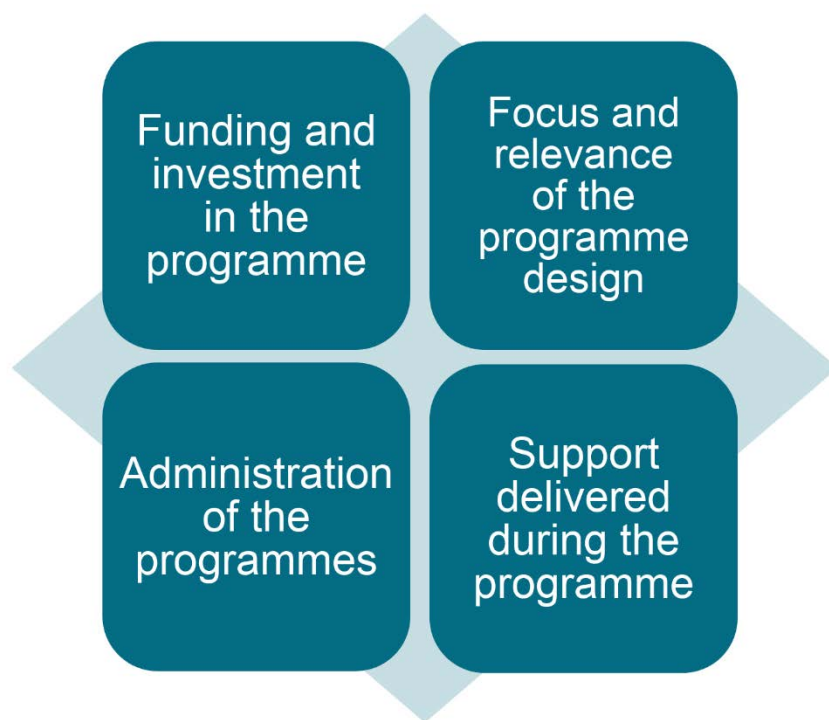 Funding and
investment
in the
programme
Focus and
relevance
of the
programme
design
Administration
of the
programmes
Support
delivered
during the
programme